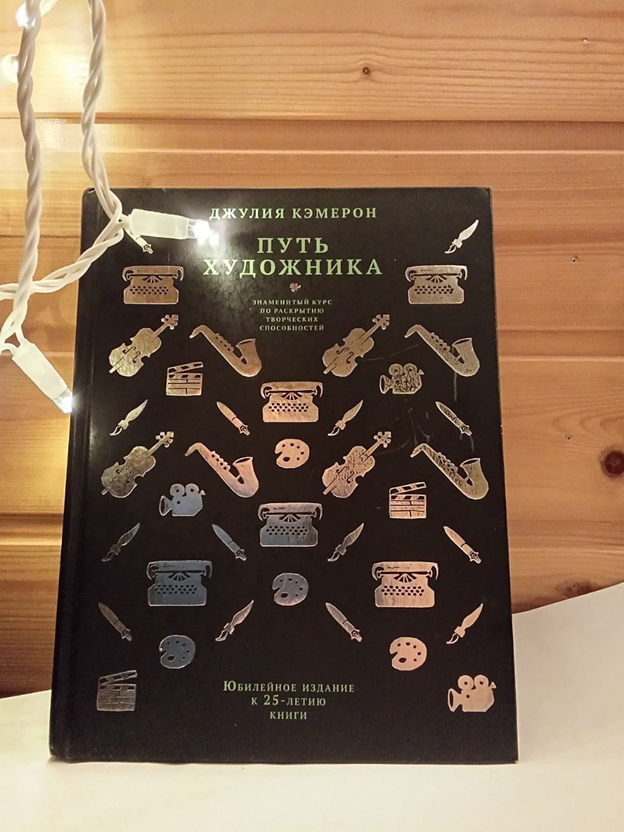 ДЖУЛИЯ КЭМЕРОН
ПУТЬ
ХУДОЖНИКА
ЗНАМЕНИТЫЙ КУРС
ПО РАСКРЫТИЮ
ТВОРЧЕСКИХ
СПОСОБНОСТЕЙ
Юбилейное издание
к 25-летию
книги